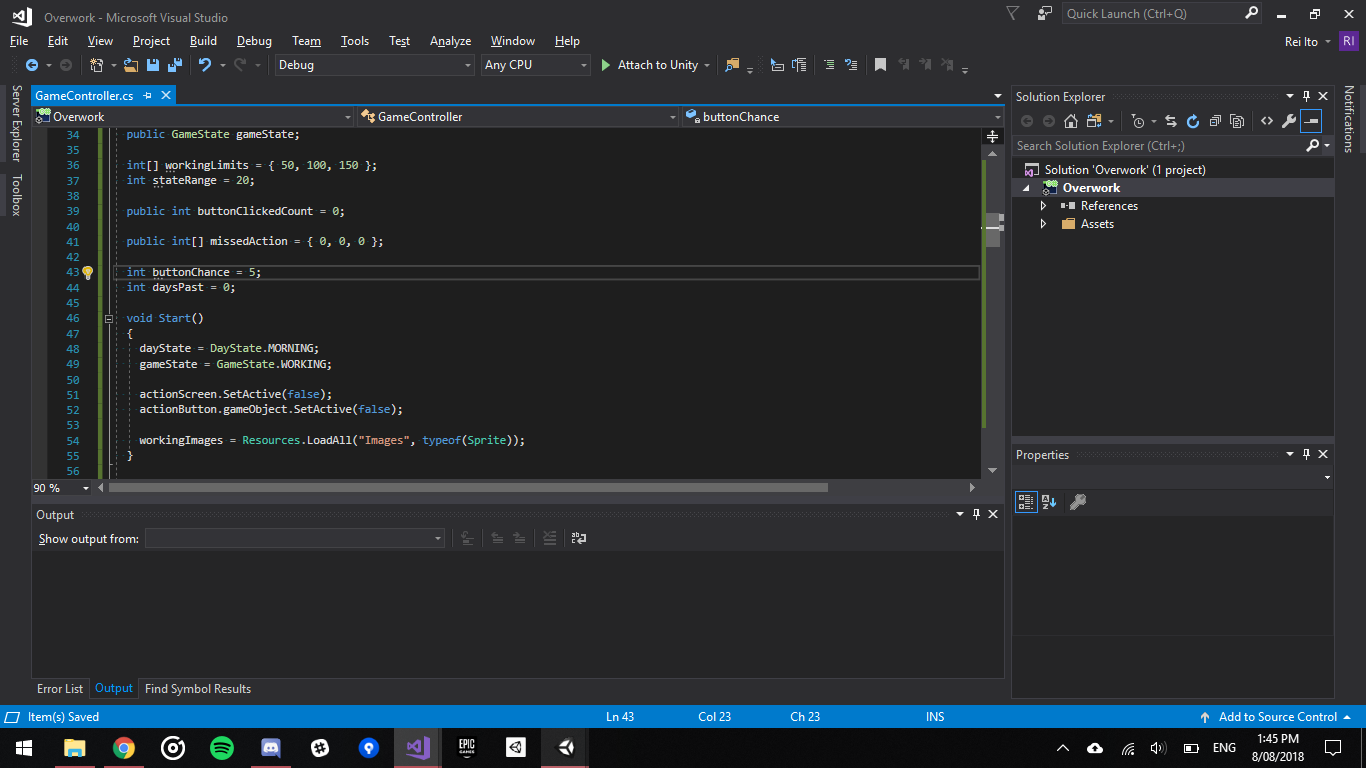 Overwork - Microsoft Visual Studio
Quick Launch (Ctrl+Q)
File Edit View Project Build Debug Team Tools Test Analyze Window Help
Rei Ito RI
Debug Any CPU Attach to Unity
Server Explorer
Toolbox
GameController.cs
Overwork GameController buttonChance
34 public GameState gameState;
35
36 int[] workingLimits = { 50, 100, 150 };
37 int stateRange = 20;
38
39 public int buttonClickedCount = 0;
40
41 public int[] missedAction = { 0, 0, 0 };
42
43 int buttonChance = 5;
44 int daysPast = 0;
45
46 void Start()
47 {
48 dayState = DayState.MORNING;
49 gameState = GameState.WORKING;
50
51 actionScreen.SetActive(false);
52 actionButton.gameObject.SetActive(false);
53
54 workingImages = Resources.LoadAll("Images", typeof(Sprite));
55 }
56
90 %
Output
Show output from:
Error List Output Find Symbol Results
Solution Explorer
Search Solution Explorer (Ctrl+;)
Solution 'Overwork' (1 project)
Overwork
References
Assets
Properties
Notifications
Item(s) Saved Ln 43 Col 23 Ch 23 INS Add to Source Control
EPIC
GAMES
ENG
1:45 PM
8/08/2018